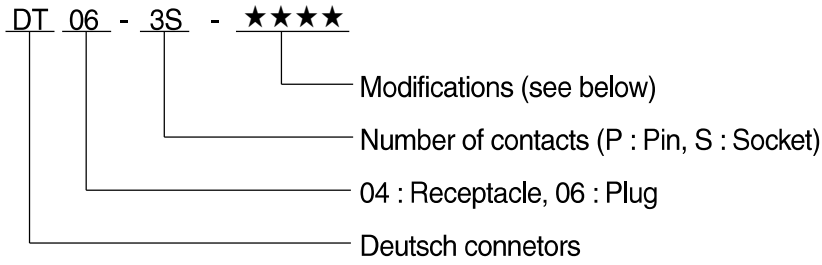 DT 06 - 3S - ★★★★
Modifications (see below)
Number of contacts (P : Pin, S : Socket)
04 : Receptacle, 06 : Plug
Deutsch connetors